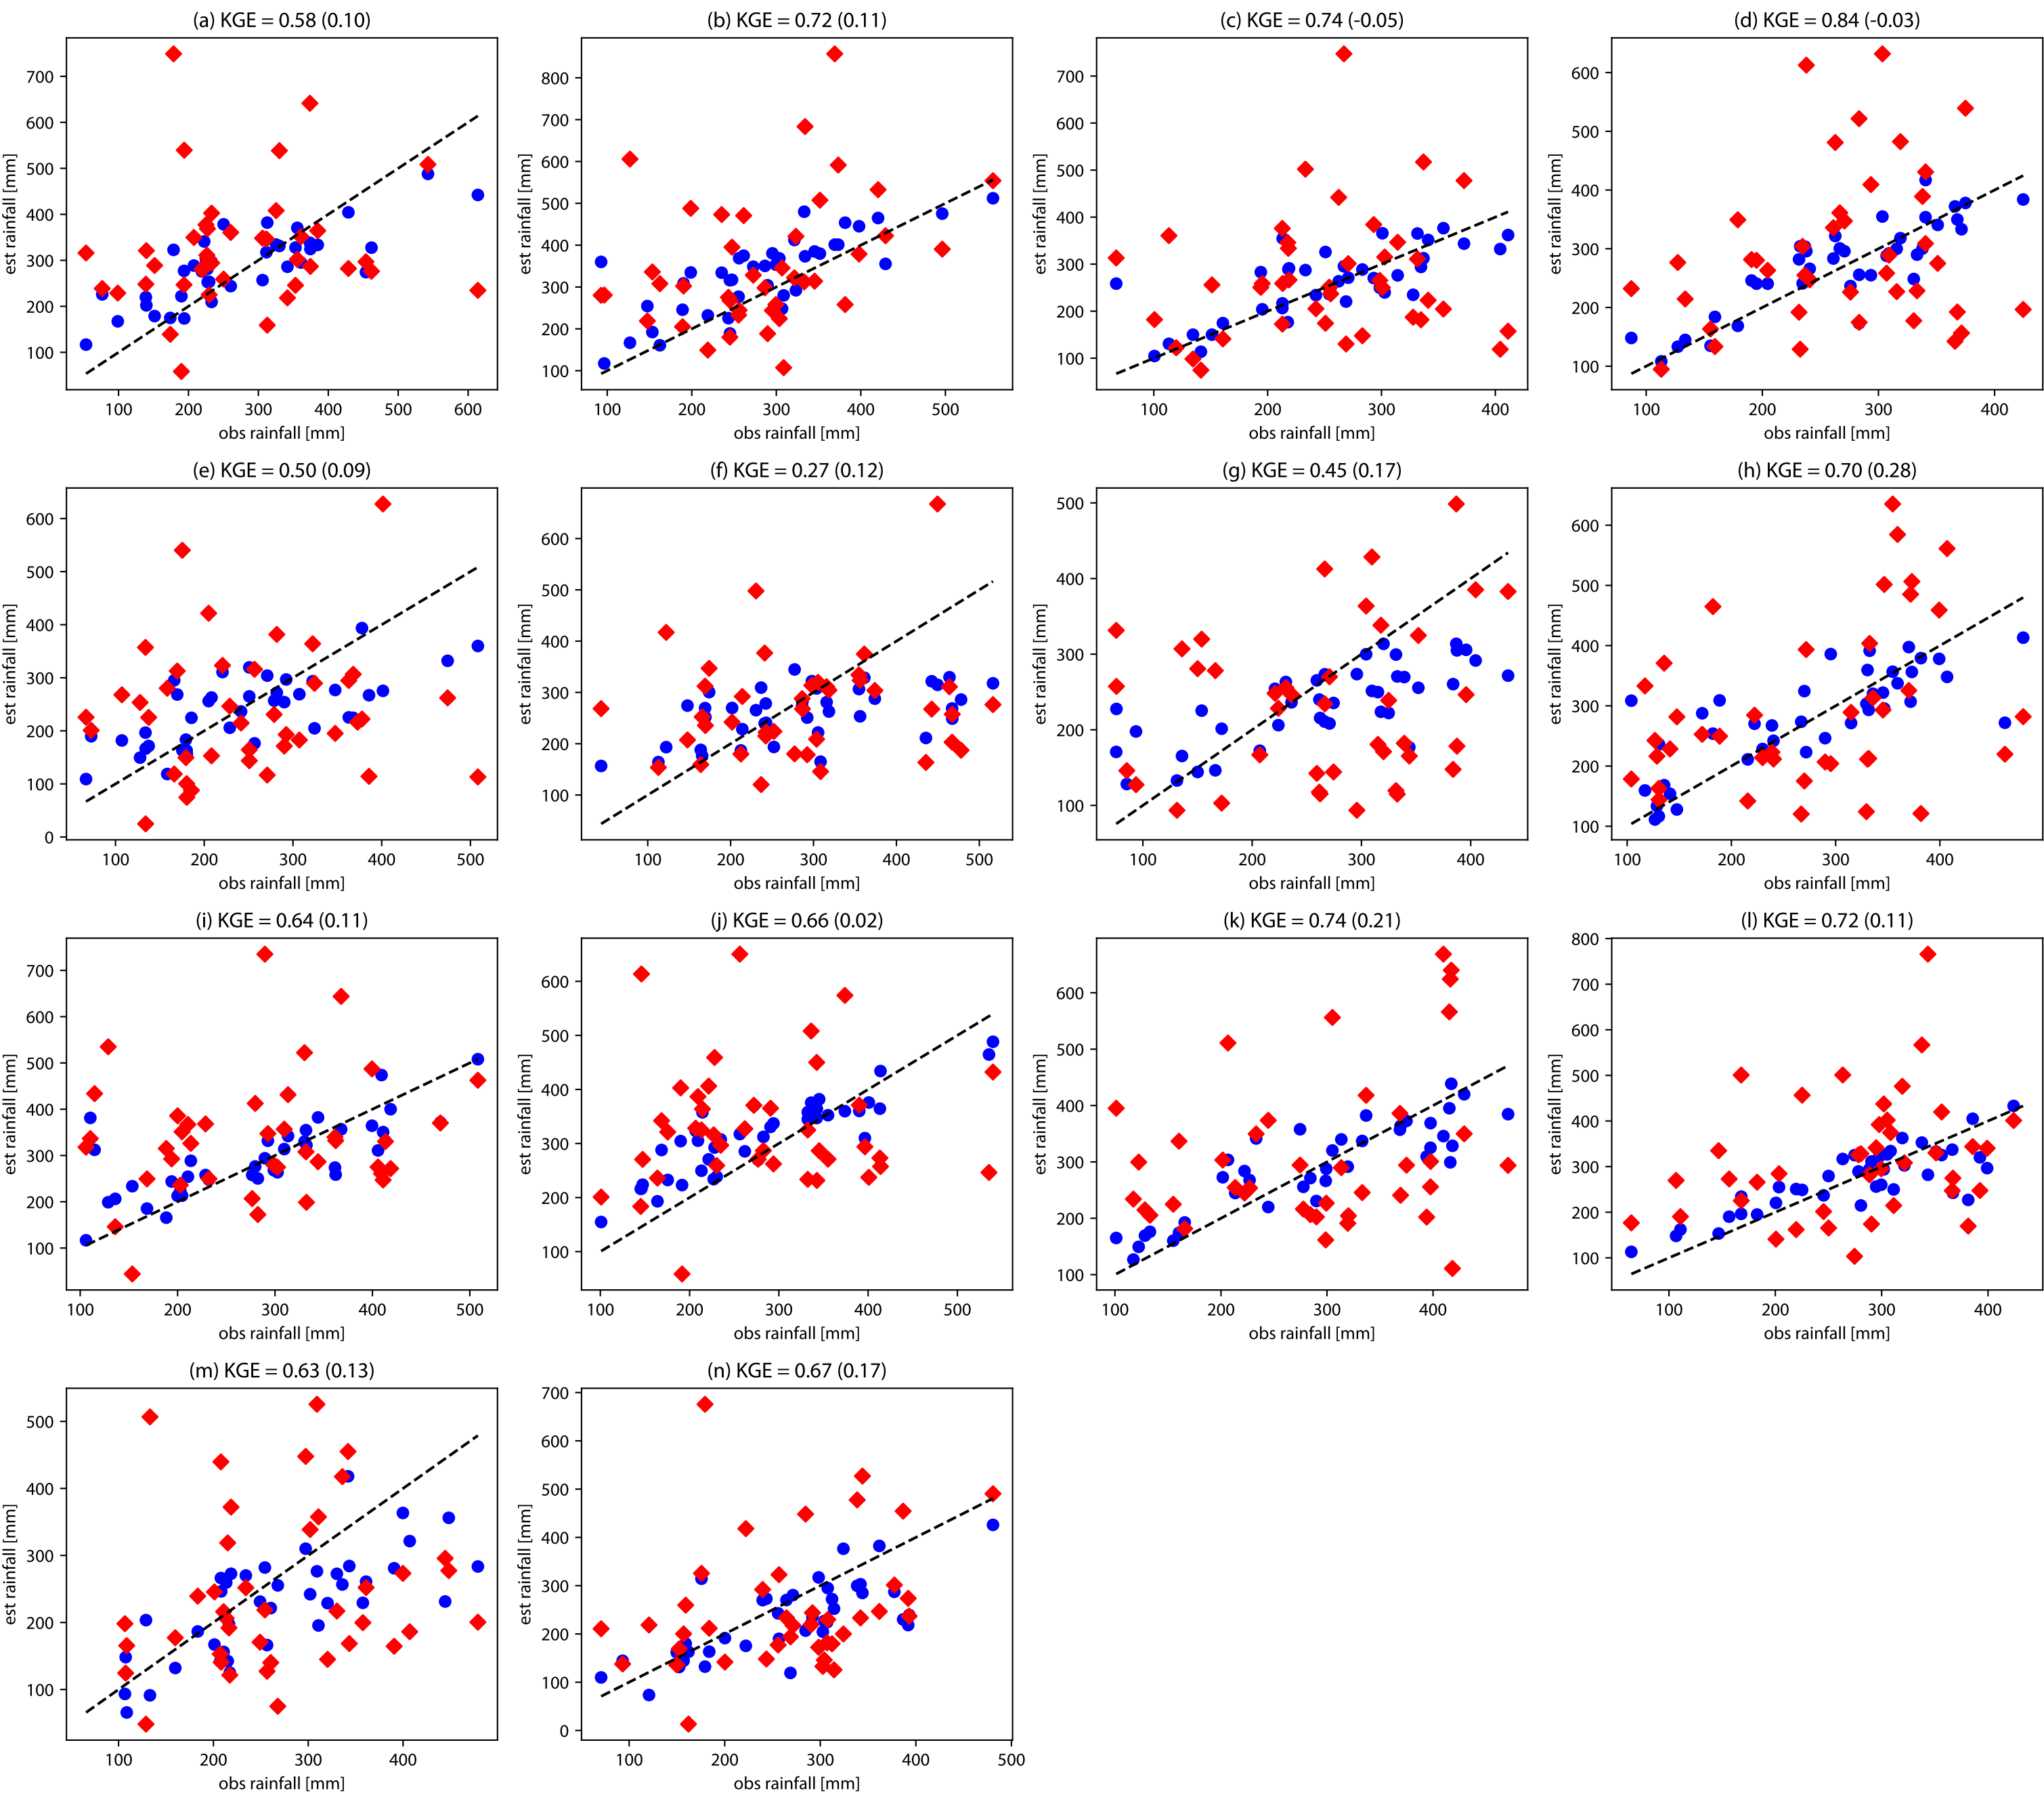 (a) KGE = 0.58 (0.10)
est rainfall [mm]
700
600
500
400
300
200
100
100 200 300 400 500 600
obs rainfall [mm]
(b) KGE = 0.72 (0.11)
est rainfall [mm]
800
700
600
500
400
300
200
100
100 200 300 400 500
obs rainfall [mm]
(c) KGE = 0.74 (-0.05)
est rainfall [mm]
700
600
500
400
300
200
100
100 200 300 400
obs rainfall [mm]
(d) KGE = 0.84 (-0.03)
est rainfall [mm]
600
500
400
300
200
100
100 200 300 400
obs rainfall [mm]
(e) KGE = 0.50 (0.09)
est rainfall [mm]
600
500
400
300
200
100
0
100 200 300 400 500
obs rainfall [mm]
(f) KGE = 0.27 (0.12)
est rainfall [mm]
600
500
400
300
200
100
100 200 300 400 500
obs rainfall [mm]
(g) KGE = 0.45 (0.17)
est rainfall [mm]
500
400
300
200
100
100 200 300 400
obs rainfall [mm]
(h) KGE = 0.70 (0.28)
est rainfall [mm]
600
500
400
300
200
100
100 200 300 400
obs rainfall [mm]
(i) KGE = 0.64 (0.11)
est rainfall [mm]
700
600
500
400
300
200
100
100 200 300 400 500
obs rainfall [mm]
(j) KGE = 0.66 (0.02)
est rainfall [mm]
600
500
400
300
200
100
100 200 300 400 500
obs rainfall [mm]
(k) KGE = 0.74 (0.21)
est rainfall [mm]
600
500
400
300
200
100
100 200 300 400
obs rainfall [mm]
(l) KGE = 0.72 (0.11)
est rainfall [mm]
800
700
600
500
400
300
200
100
100 200 300 400
obs rainfall [mm]
(m) KGE = 0.63 (0.13)
est rainfall [mm]
500
400
300
200
100
100 200 300 400
obs rainfall [mm]
(n) KGE = 0.67 (0.17)
est rainfall [mm]
700
600
500
400
300
200
100
0
100 200 300 400 500
obs rainfall [mm]